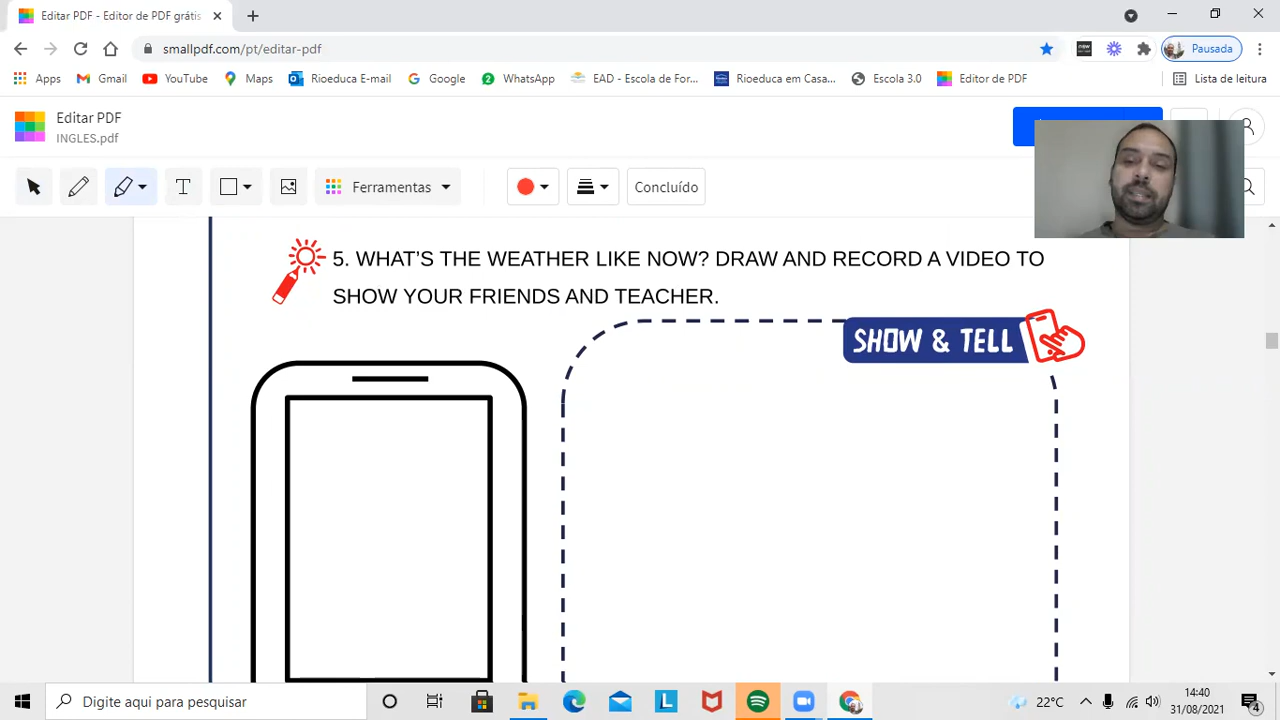 Editar PDF - Editor de PDF grátis
smallpdf.com/pt/editar-pdf
Pausada
Apps
Gmail
YouTube
Maps
Rioeduca E-mail
Google
WhatsApp
EAD - Escola de For...
Rioeduca em Casa...
Escola 3.0
Editor de PDF
Lista de leitura
Editar PDF
INGLES.pdf
Ferramentas
Concluído
5. WHAT'S THE WEATHER LIKE NOW? DRAW AND RECORD A VIDEO TO
SHOW YOUR FRIENDS AND TEACHER.
SHOW & TELL
Digite aqui para pesquisar
22°C
14:40
31/08/2021
4